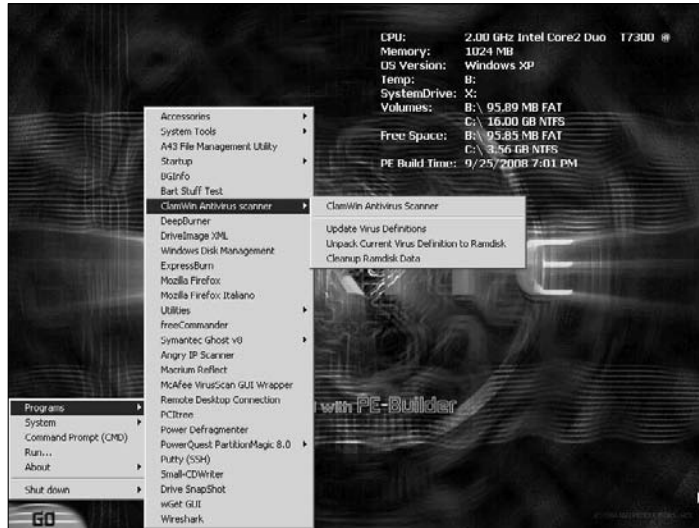 CPU: 2.00 GHz Intel Core2 Duo T7300 @
Memory: 1024 MB
OS Version: Windows XP
Temp: B:
SystemDrive: X:
Volumes: B:\ 95.89 MB FAT
C:\ 16.00 GB NTFS
Free Space: B:\ 95.85 MB FAT
C:\ 3.56 GB NTFS
PE Build Time: 9/25/2008 7:01 PM
Accessories
System Tools
A43 File Management Utility
Startup
BGInfo
Bart Stuff Test
ClamWin Antivirus scanner
DeepBurner
DriveImage XML
Windows Disk Management
ExpressBurn
Mozilla Firefox
Mozilla Firefox Italiano
Utilities
freeCommander
Symantec Ghost v8
Angry IP Scanner
Macrium Reflect
McAfee VirusScan GUI Wrapper
Remote Desktop Connection
PCItree
Power Defragmenter
PowerQuest PartitionMagic 8.0
Putty (SSH)
Small-CDWriter
Drive SnapShot
wGet GUI
Wireshark
ClamWin Antivirus Scanner
Update Virus Definitions
Unpack Current Virus Definition to Ramdisk
Cleanup Ramdisk Data
E
with PE-Builder
Programs
System
Command Prompt (CMD)
Run...
About
Shut down
GO